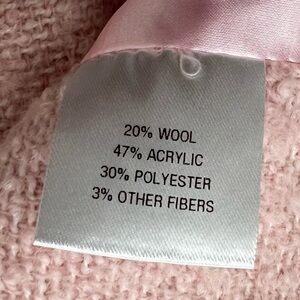 20% WOOL
47% ACRYLIC
30% POLYESTER
3% OTHER FIBERS